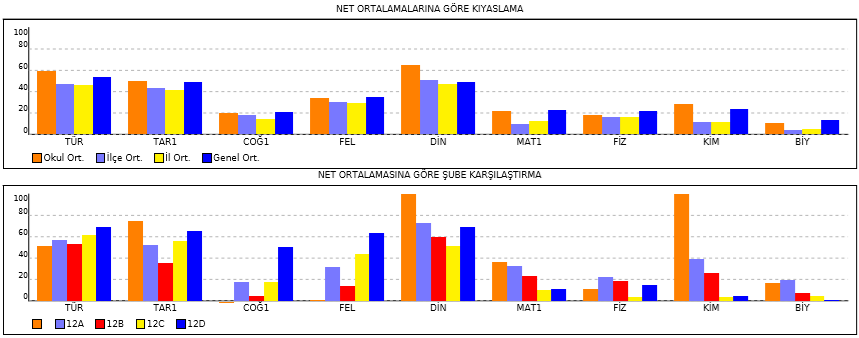 NET ORTALAMALARINA GÖRE KIYASLAMA
100
80
60
40
20
0
TÜR TAR1 COĞ1 FEL DİN MAT1 FİZ KİM BİY
Okul Ort. İlçe Ort. İl Ort. Genel Ort.
NET ORTALAMASINA GÖRE ŞUBE KARŞILAŞTIRMA
100
80
60
40
20
0
TÜR TAR1 COĞ1 FEL DİN MAT1 FİZ KİM BİY
12A 12B 12C 12D